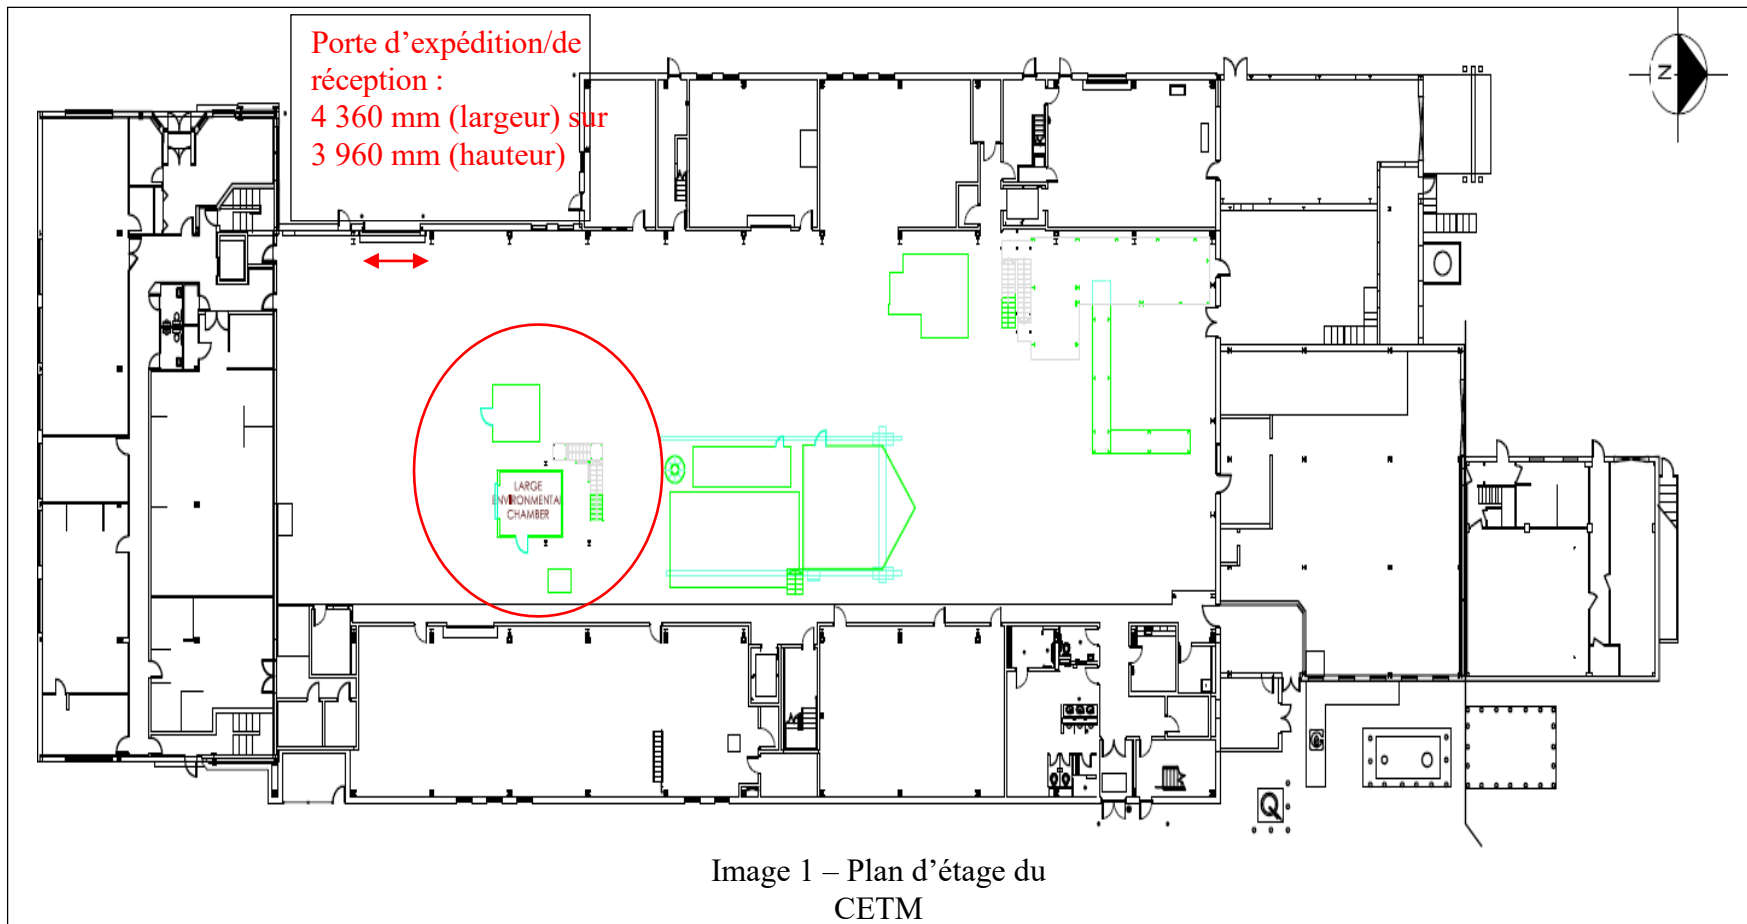 Porte d’expédition/de
réception :
4 360 mm (largeur) sur
3 960 mm (hauteur)
N
LARGE
ENVIRONMENTAL
CHAMBER
Image 1 – Plan d’étage du
CETM